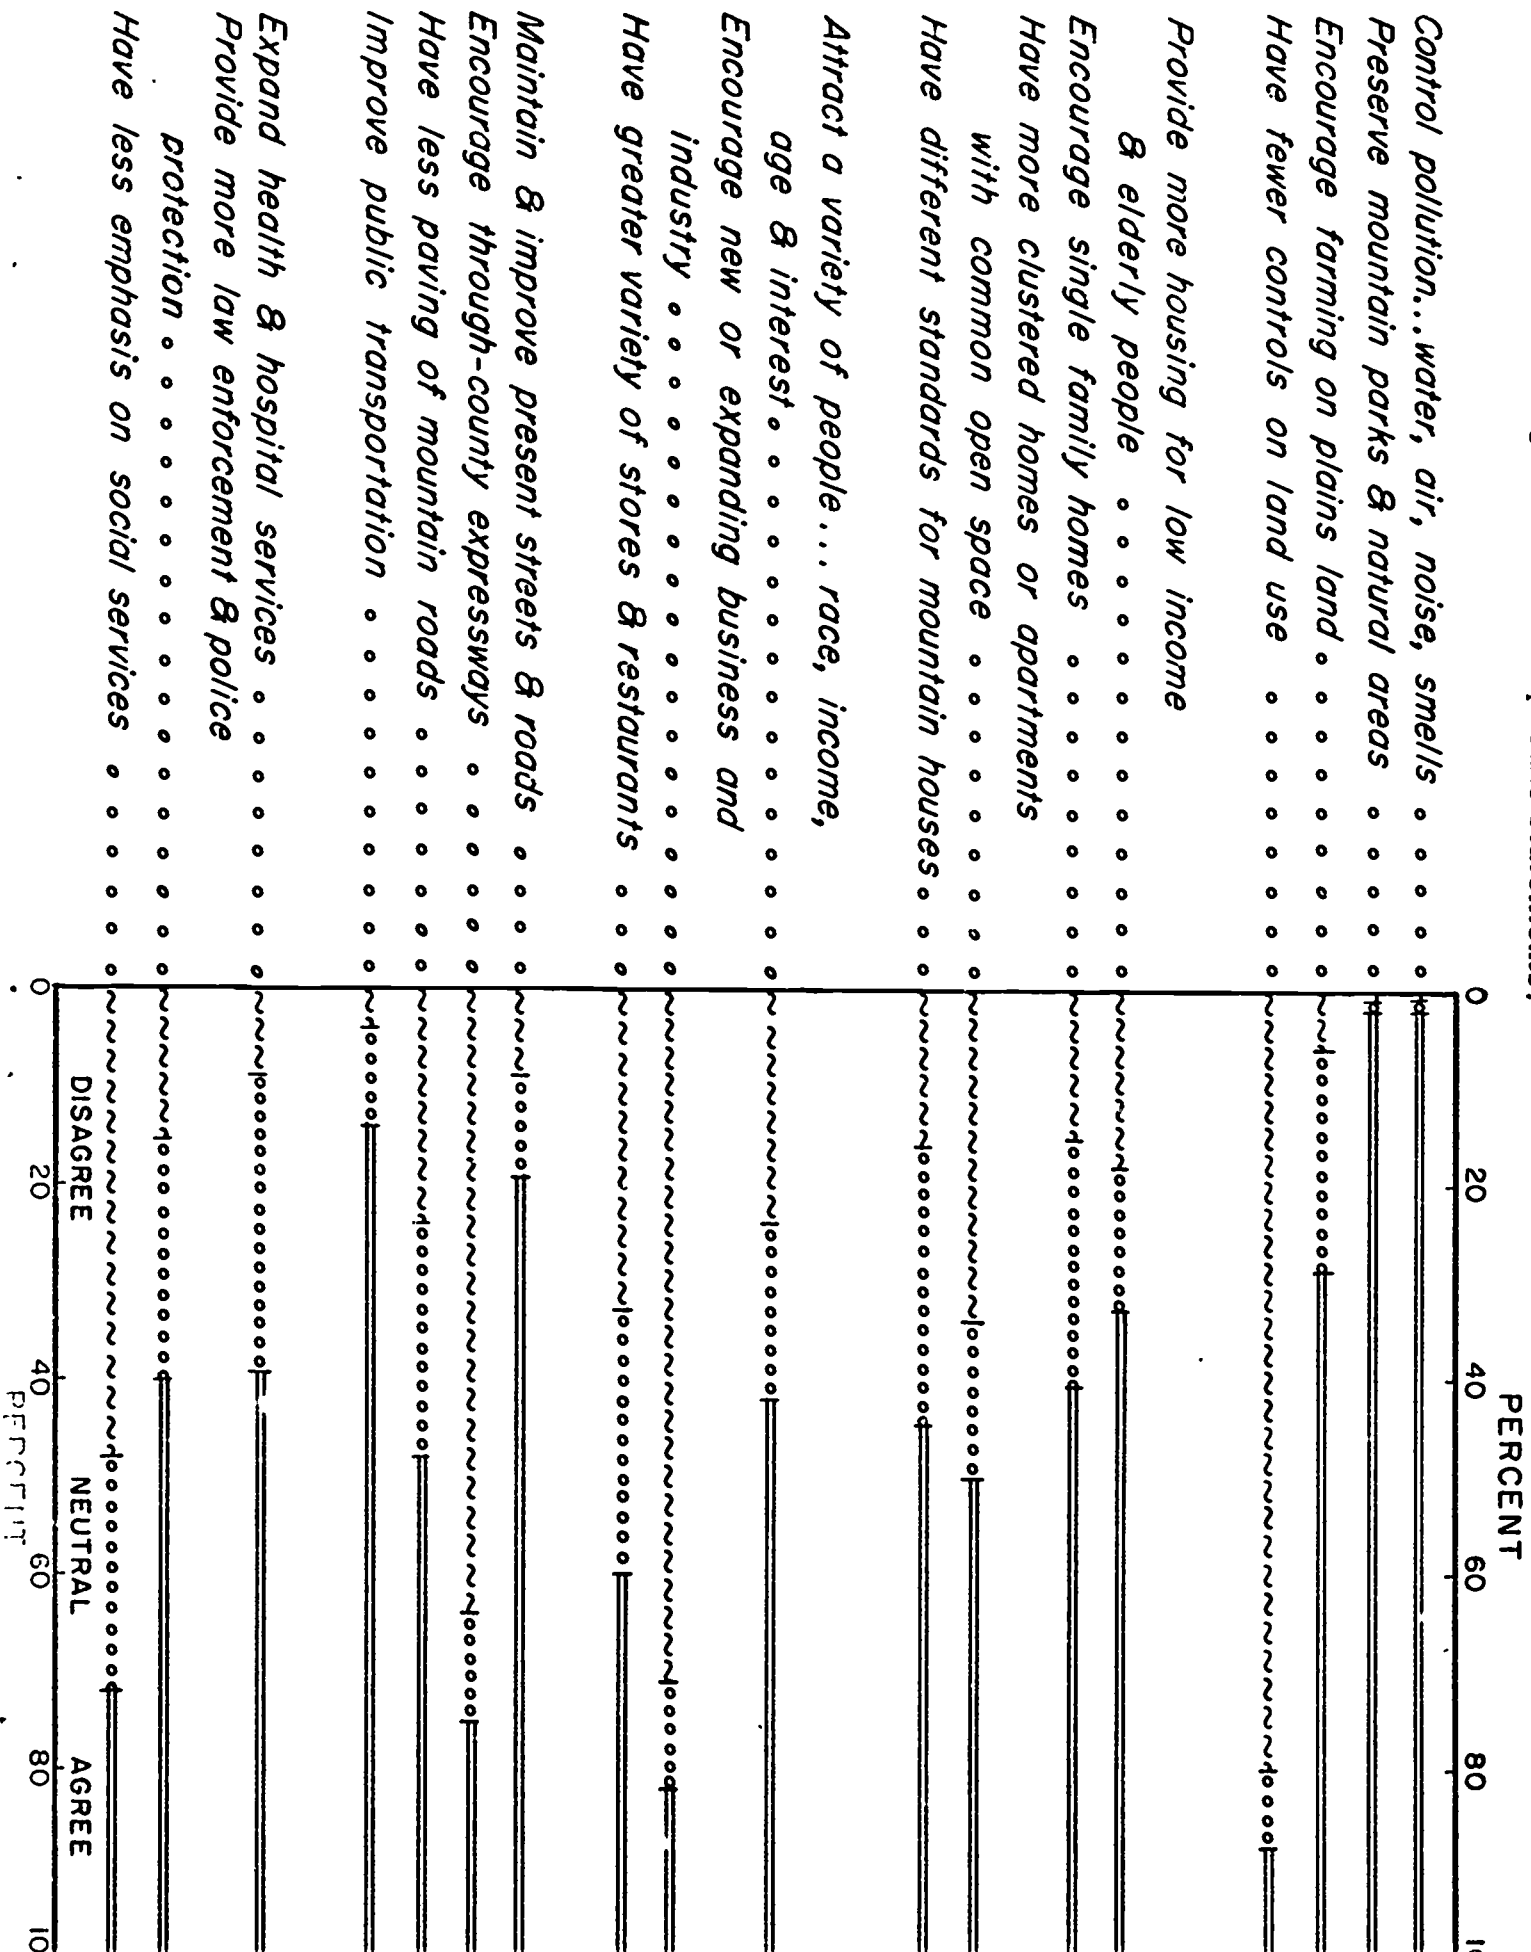 PERCENT
0 20 40 60 80
Control pollution...water, air, noise, smells
Preserve mountain parks & natural areas
Encourage farming on plains land
Have fewer controls on land use
Provide more housing for low income
& elderly people
Encourage single family homes
Have more clustered homes or apartments
with common open space
Have different standards for mountain houses
Attract a variety of people... race, income,
age & interest
Encourage new or expanding business and
industry
Have greater variety of stores & restaurants
Maintain & improve present streets & roads
Encourage through-county expressways
Have less paving of mountain roads
Improve public transportation
Expand health & hospital services
Provide more law enforcement & police
protection
Have less emphasis on social services
DISAGREE NEUTRAL AGREE
0 20 40 60 80 10